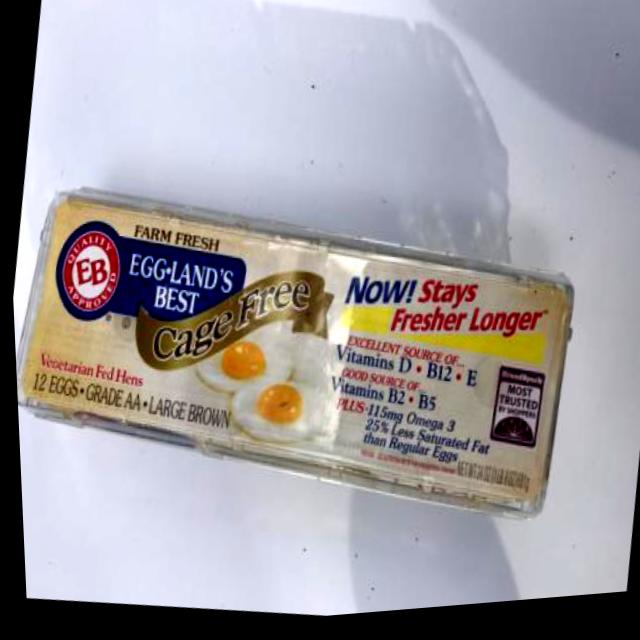 FARM FRESH
QUALITY
EB
APPROVED
EGG·LAND'S
BEST
Cage Free
Vegetarian Fed Hens
12 EGGS • GRADE AA • LARGE BROWN
NOW! Stays
Fresher Longer
EXCELLENT SOURCE OF...
Vitamins D • B12 • E
GOOD SOURCE OF...
Vitamins B2 • B5
PLUS • 115mg Omega 3
25% Less Saturated Fat
than Regular Eggs
MOST
TRUSTED
BY SHOPPERS